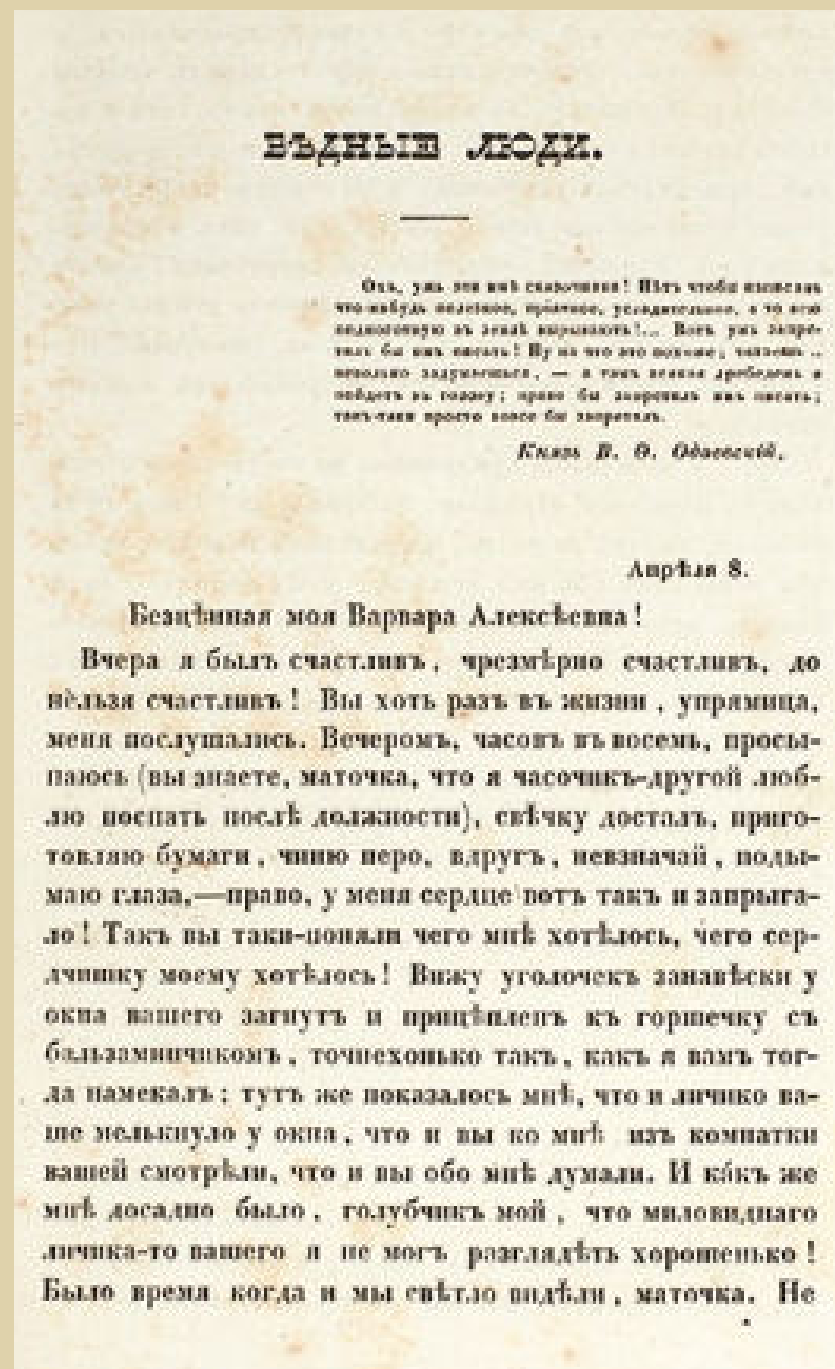 БѢДНЫЕ ЛЮДИ.
Охъ, ужь эти мнѣ сказочники! Нѣтъ чтобы написать
что-нибудь полезное, пріятное, усладительное, а то всю
подноготную въ землѣ вырываютъ!... Вотъ ужь запре-
тилъ бы имъ писать! Ну на что это похоже; читаешь ..
невольно задумаешься, — а тамъ всякая дребедень и
пойдетъ въ голову; право бы запретилъ имъ писать;
такъ-таки просто вовсе бы запретилъ.
Князь В. Ѳ. Одоевскій.
Апрѣля 8.
Безцѣнная моя Варвара Алексѣевна!
Вчера я былъ счастливъ, чрезмѣрно счастливъ, до
нельзя счастливъ! Вы хоть разъ въ жизни, упрямица,
меня послушались. Вечеромъ, часовъ въ восемь, просы-
паюсь (вы знаете, маточка, что я часочикъ-другой люб-
лю поспать послѣ должности), свѣчку досталъ, приго-
товляю бумаги, чиню перо, вдругъ, невзначай, поды-
маю глаза,—право, у меня сердце вотъ такъ и запрыга-
ло! Такъ вы таки-поняли чего мнѣ хотѣлось, чего сер-
дчишку моему хотѣлось! Вижу уголочекъ занавѣски у
окна вашего загнутъ и прицѣпленъ къ горшечку съ
бальзаминчикомъ, точнехонько такъ, какъ я вамъ тог-
да намекалъ; тутъ же показалось мнѣ, что и личико ва-
ше мелькнуло у окна, что и вы ко мнѣ изъ комнатки
вашей смотрѣли, что и вы обо мнѣ думали. И ка́къ же
мнѣ досадно было, голубчикъ мой, что миловиднаго
личика-то вашего я не могъ разглядѣть хорошенько!
Было время когда и мы свѣтло видѣли, маточка. Не